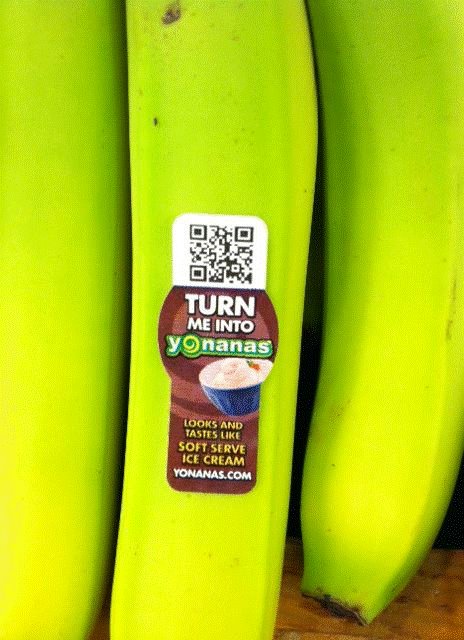 TURN
ME INTO
yonanas
LOOKS AND
TASTES LIKE
SOFT SERVE
ICE CREAM
YONANAS.COM